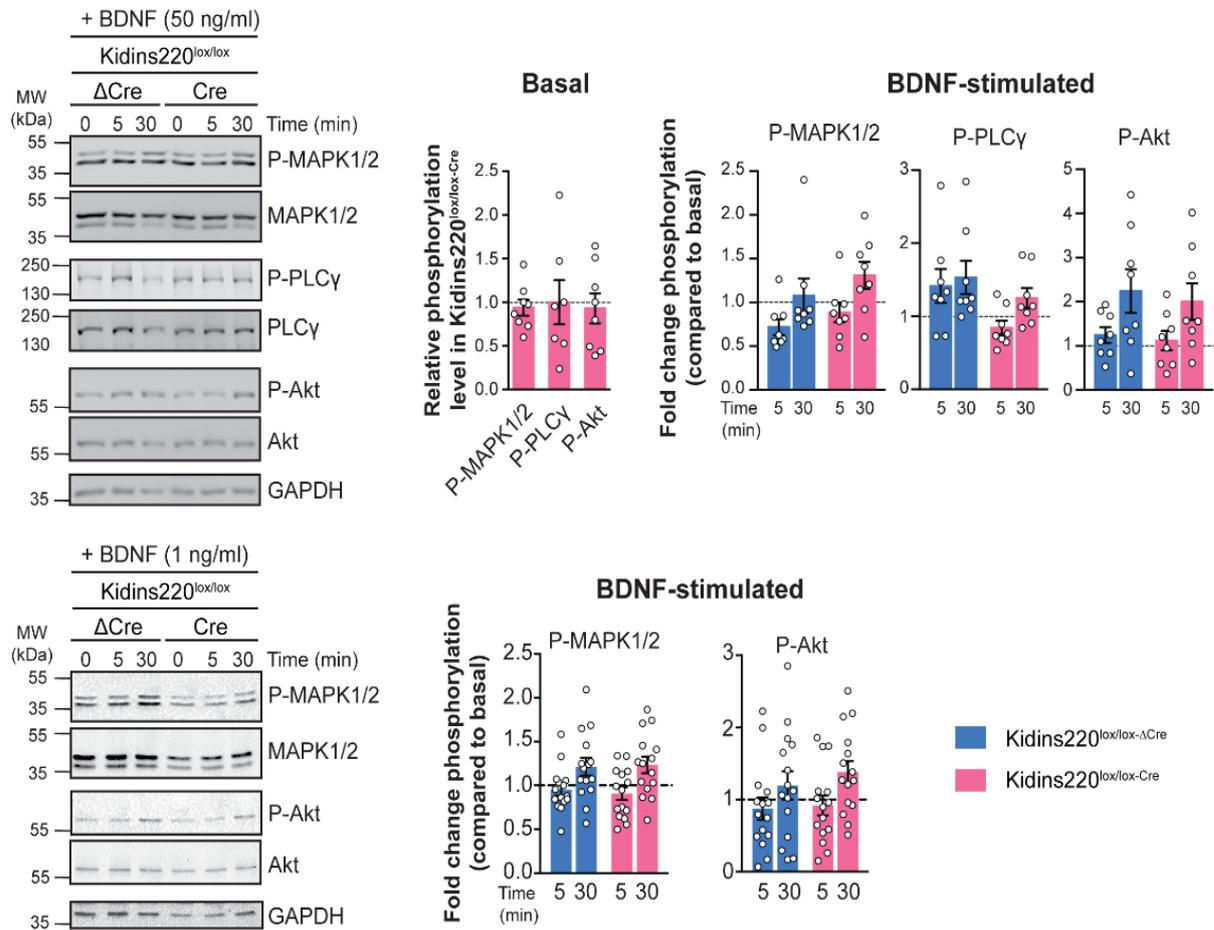 + BDNF (50 ng/ml)
Kidins220lox/lox
ΔCre Cre
MW
(kDa)
0 5 30 0 5 30 Time (min)
55
35
P-MAPK1/2
55
35
MAPK1/2
250
130
P-PLCγ
250
130
PLCγ
55
P-Akt
55
Akt
35
GAPDH
Basal
Relative phosphorylation
level in Kidins220lox/lox-Cre
2.5
2.0
1.5
1.0
0.5
0.0
P-MAPK1/2
P-PLCγ
P-Akt
BDNF-stimulated
Fold change phosphorylation
(compared to basal)
P-MAPK1/2
2.5
2.0
1.5
1.0
0.5
0.0
Time
(min)
5 30 5 30
P-PLCγ
3
2
1
0
5 30 5 30
P-Akt
5
4
3
2
1
0
5 30 5 30
+ BDNF (1 ng/ml)
Kidins220lox/lox
ΔCre Cre
MW
(kDa)
0 5 30 0 5 30 Time (min)
55
35
P-MAPK1/2
55
35
MAPK1/2
55
P-Akt
55
Akt
35
GAPDH
BDNF-stimulated
Fold change phosphorylation
(compared to basal)
P-MAPK1/2
2.5
2.0
1.5
1.0
0.5
0.0
Time
(min)
5 30 5 30
P-Akt
3
2
1
0
5 30 5 30
Kidins220lox/lox-ΔCre
Kidins220lox/lox-Cre